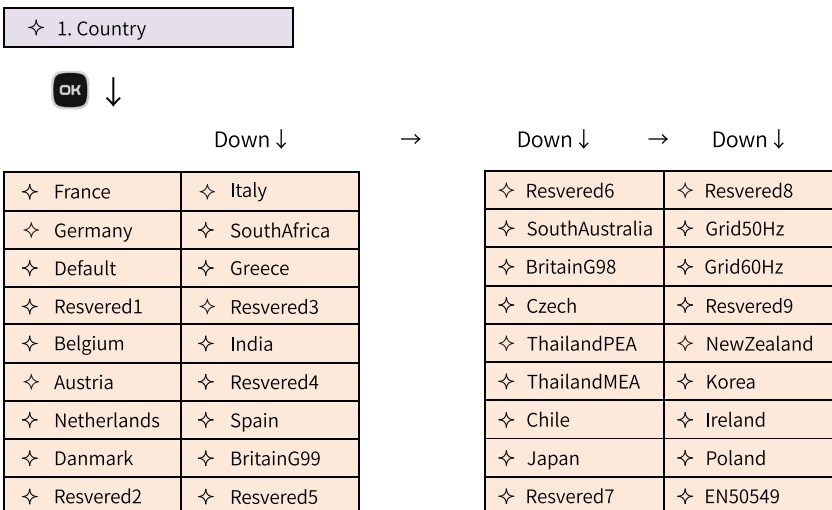 ✧ 1. Country
OK ↓
Down ↓ → Down ↓ → Down ↓
✧ France ✧ Italy ✧ Resvered6 ✧ Resvered8
✧ Germany ✧ SouthAfrica ✧ SouthAustralia ✧ Grid50Hz
✧ Default ✧ Greece ✧ BritainG98 ✧ Grid60Hz
✧ Resvered1 ✧ Resvered3 ✧ Czech ✧ Resvered9
✧ Belgium ✧ India ✧ ThailandPEA ✧ NewZealand
✧ Austria ✧ Resvered4 ✧ ThailandMEA ✧ Korea
✧ Netherlands ✧ Spain ✧ Chile ✧ Ireland
✧ Danmark ✧ BritainG99 ✧ Japan ✧ Poland
✧ Resvered2 ✧ Resvered5 ✧ Resvered7 ✧ EN50549